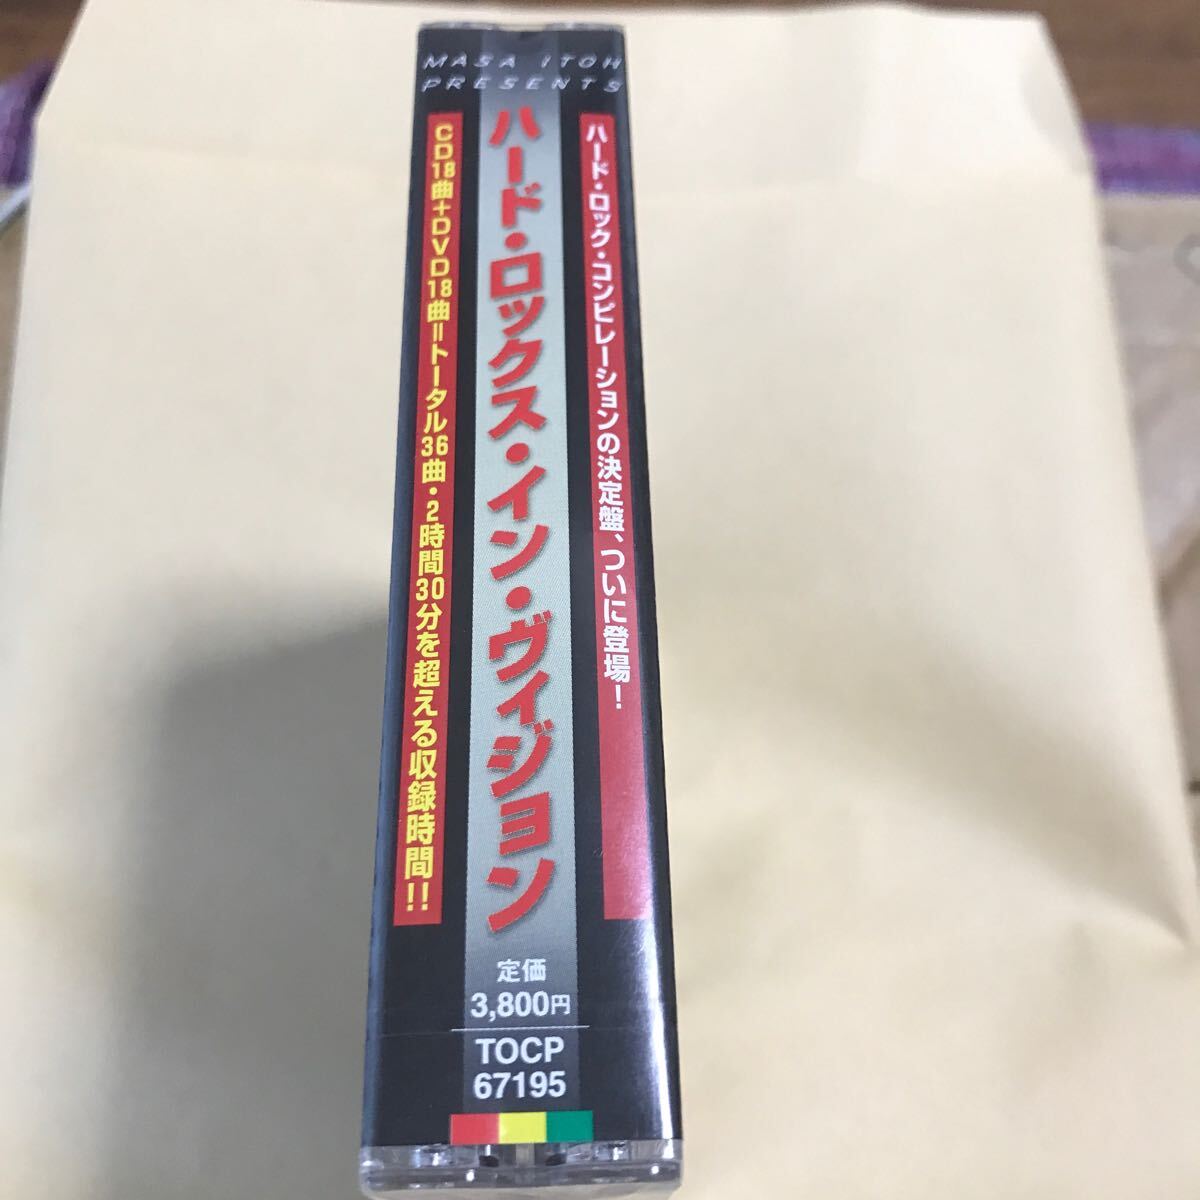 MASA ITOH
PRESENTS
ハード・ロック・コンピレーションの決定盤、ついに登場!
ハード・ロックス・イン・ヴィジョン
CD18曲+DVD18曲=トータル36曲・2時間30分を超える収録時間!!
定価
3,800円
TOCP
67195